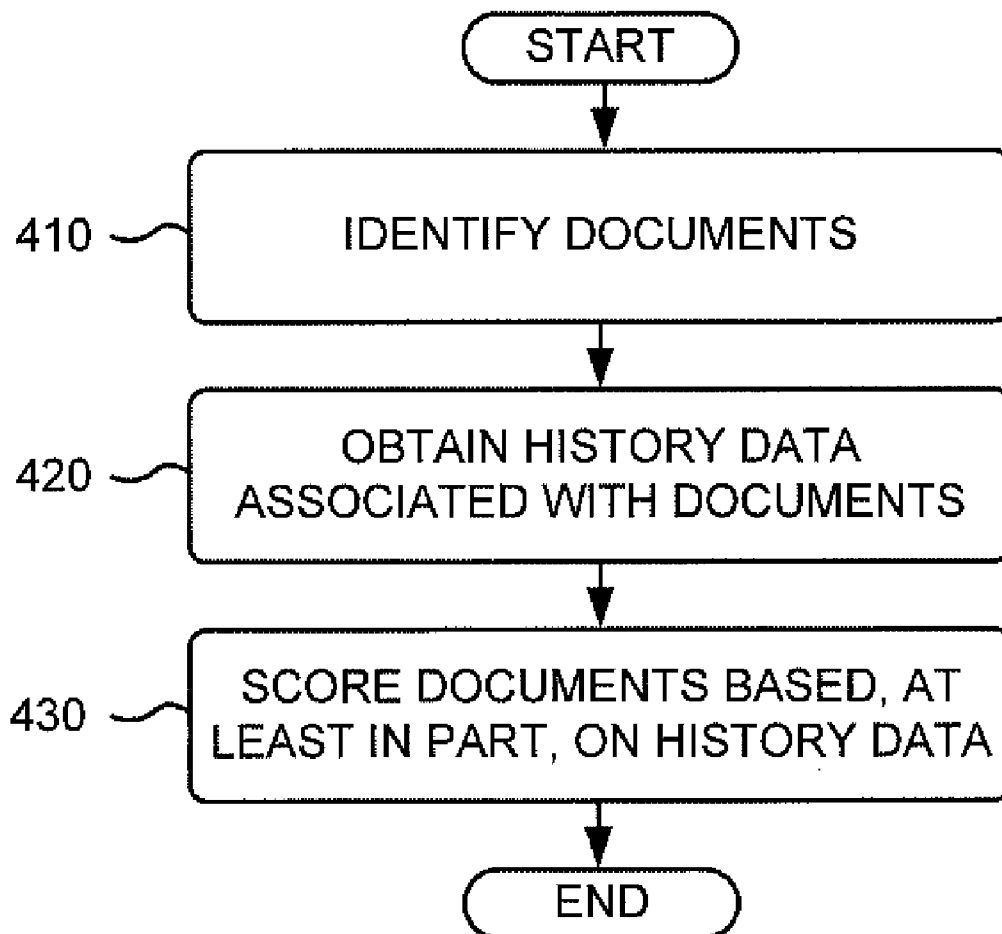 START
410
IDENTIFY DOCUMENTS
420
OBTAIN HISTORY DATA
ASSOCIATED WITH DOCUMENTS
430
SCORE DOCUMENTS BASED, AT
LEAST IN PART, ON HISTORY DATA
END